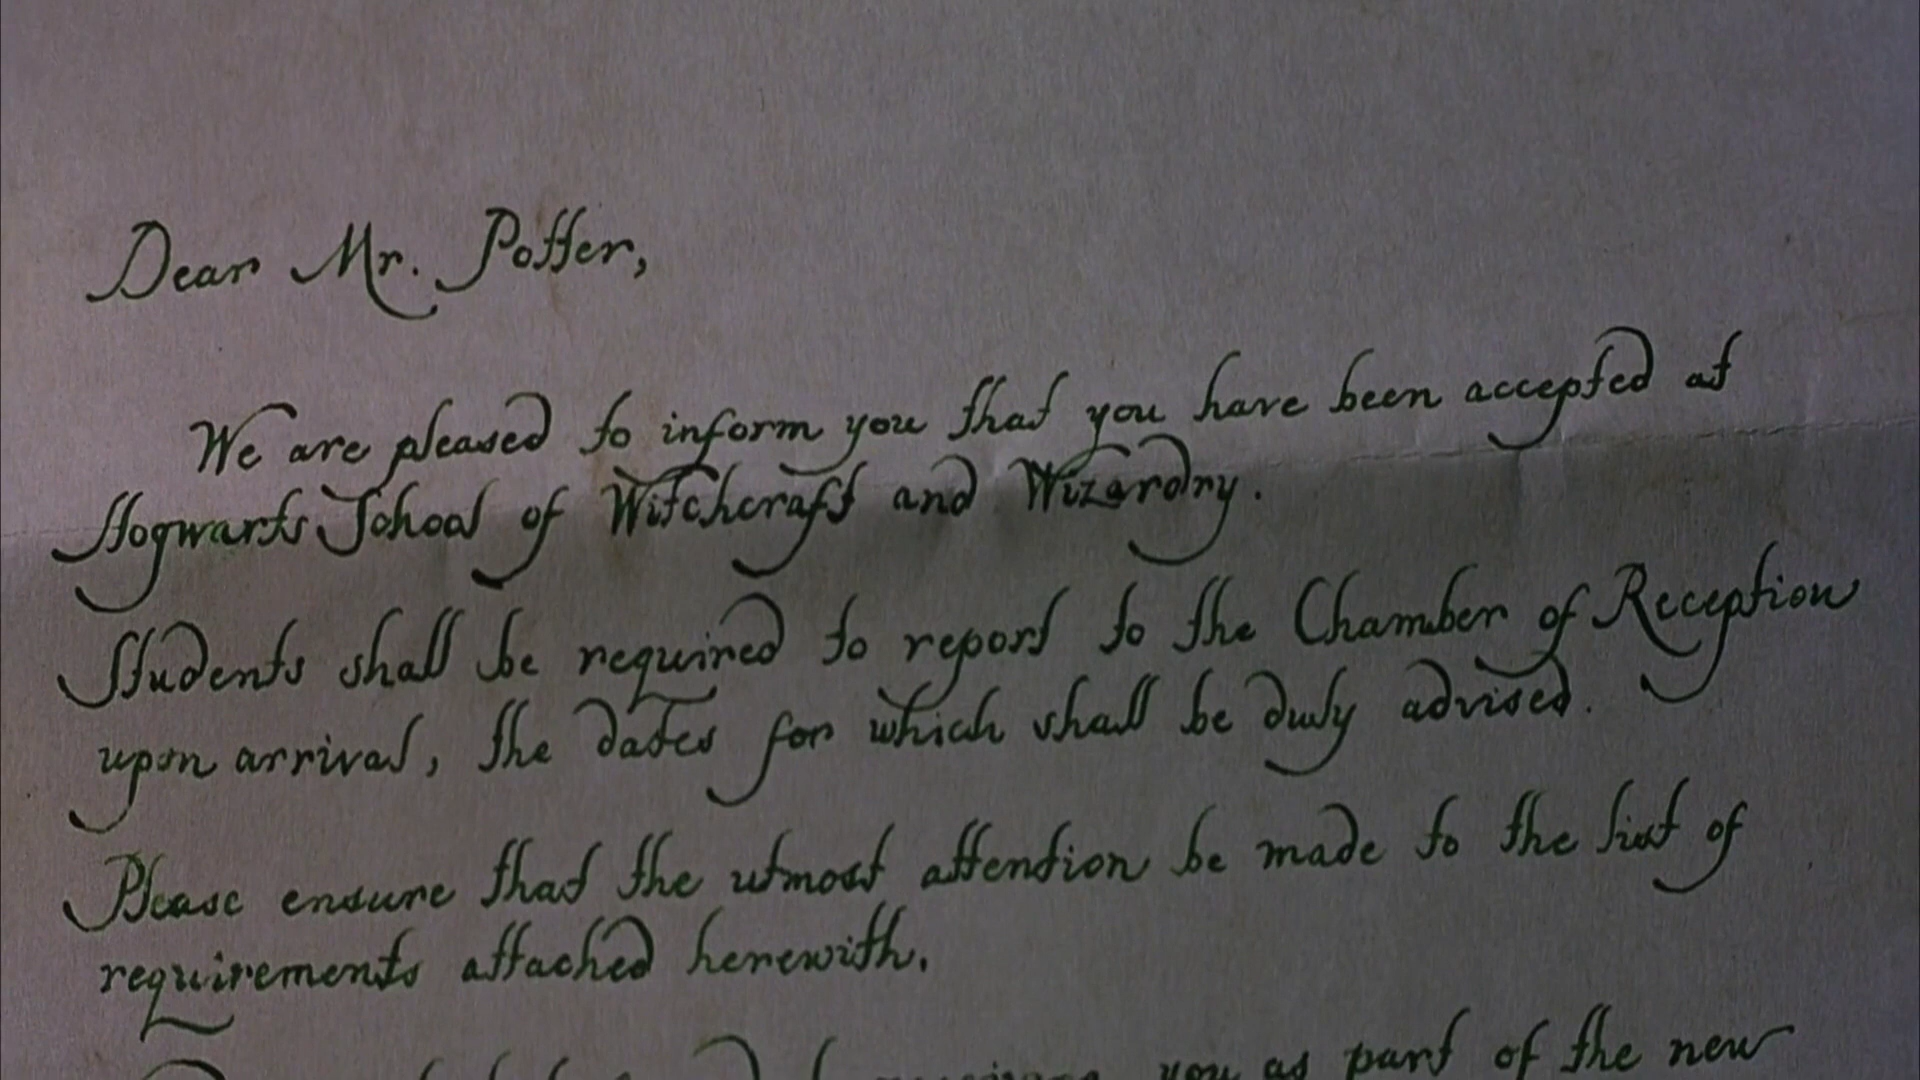 Dear Mr. Potter,
We are pleased to inform you that you have been accepted at
Hogwarts School of Witchcraft and Wizardry.
Students shall be required to report to the Chamber of Reception
upon arrival, the dates for which shall be duly advised.
Please ensure that the utmost attention be made to the list of
requirements attached herewith.
you as part of the new